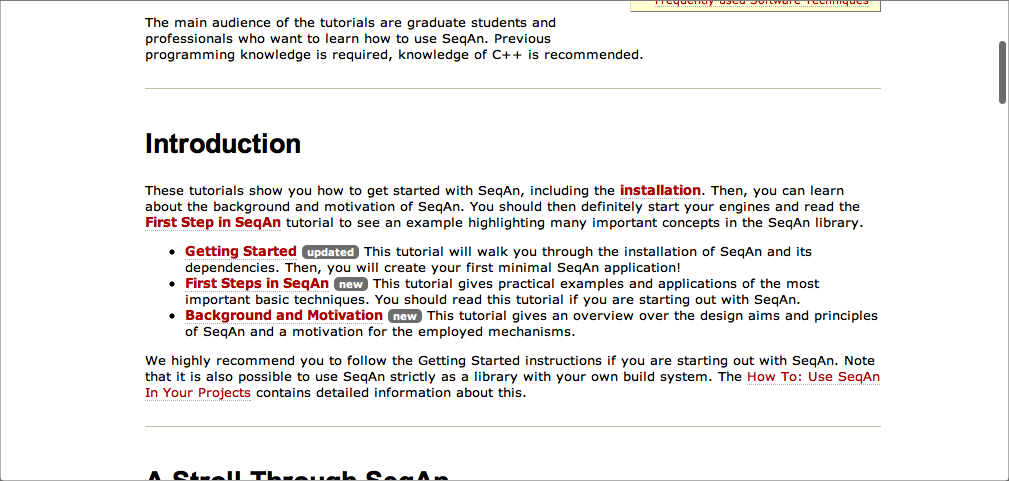 Frequently used Software Techniques
The main audience of the tutorials are graduate students and
professionals who want to learn how to use SeqAn. Previous
programming knowledge is required, knowledge of C++ is recommended.
Introduction
These tutorials show you how to get started with SeqAn, including the installation. Then, you can learn
about the background and motivation of SeqAn. You should then definitely start your engines and read the
First Step in SeqAn tutorial to see an example highlighting many important concepts in the SeqAn library.
• Getting Started updated This tutorial will walk you through the installation of SeqAn and its
dependencies. Then, you will create your first minimal SeqAn application!
• First Steps in SeqAn new This tutorial gives practical examples and applications of the most
important basic techniques. You should read this tutorial if you are starting out with SeqAn.
• Background and Motivation new This tutorial gives an overview over the design aims and principles
of SeqAn and a motivation for the employed mechanisms.
We highly recommend you to follow the Getting Started instructions if you are starting out with SeqAn. Note
that it is also possible to use SeqAn strictly as a library with your own build system. The How To: Use SeqAn
In Your Projects contains detailed information about this.
A Stroll Through SeqAn